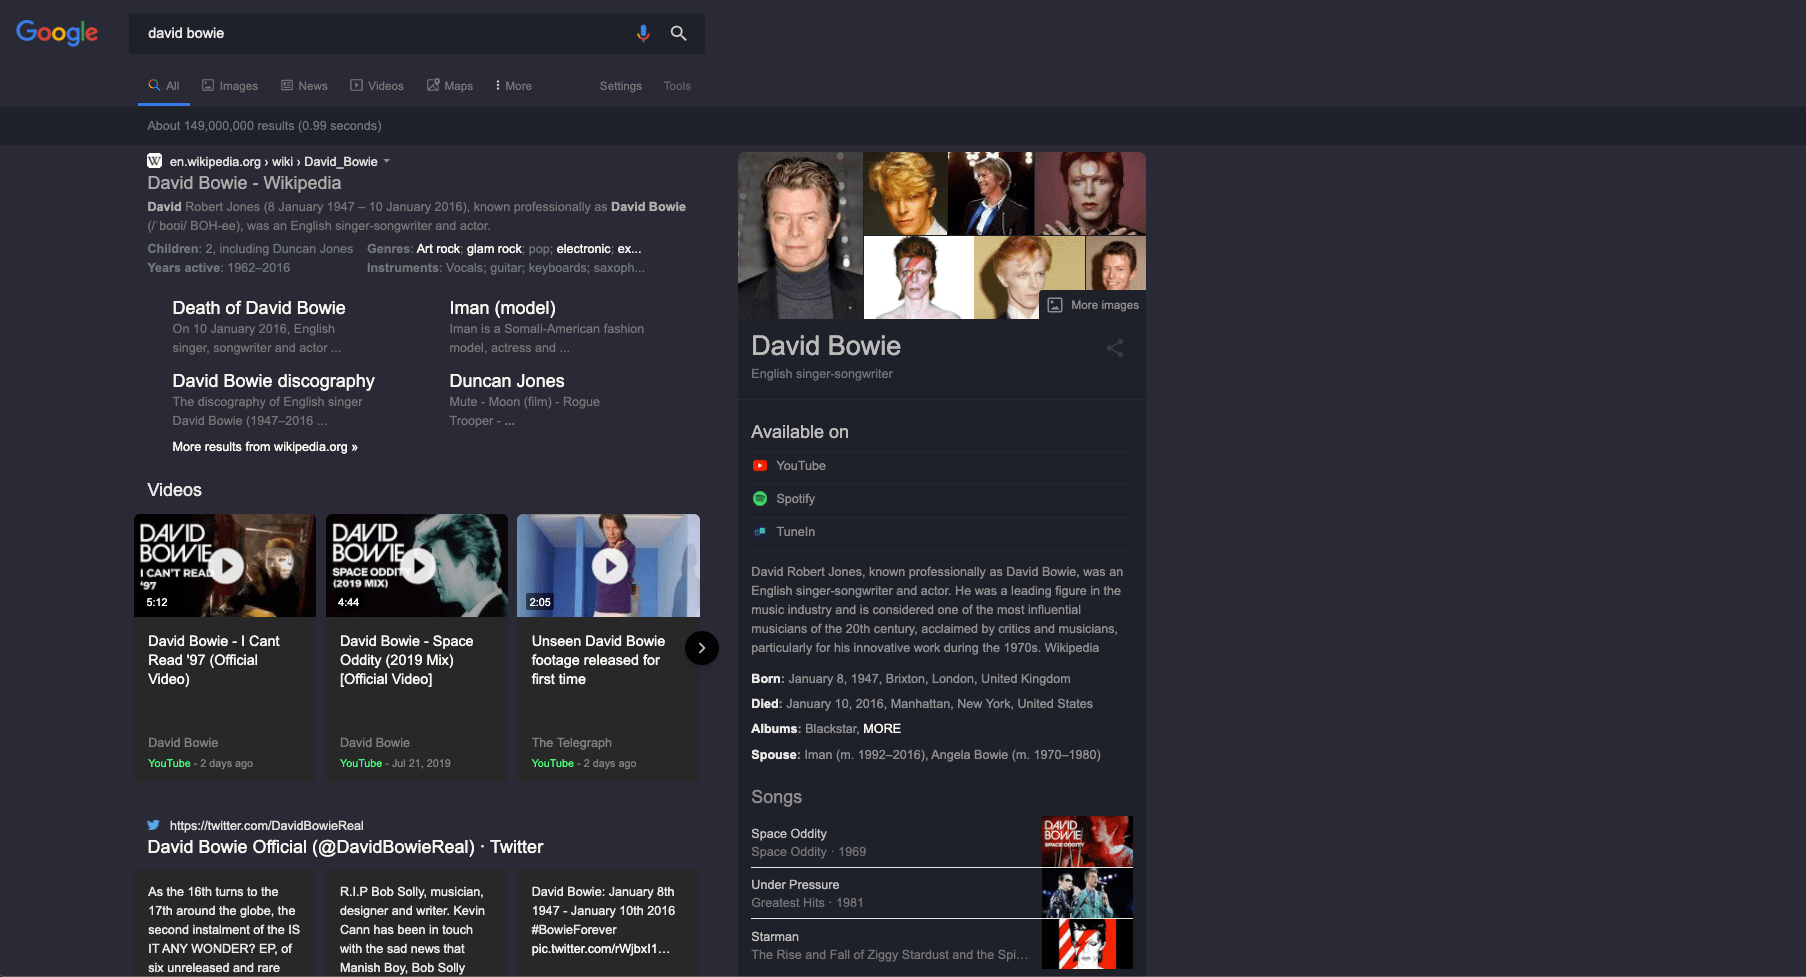 Google
david bowie
All
Images
News
Videos
Maps
More
Settings
Tools
About 149,000,000 results (0.99 seconds)
W en.wikipedia.org › wiki › David_Bowie
David Bowie - Wikipedia
David Robert Jones (8 January 1947 – 10 January 2016), known professionally as David Bowie
(/ˈboʊi/ BOH-ee), was an English singer-songwriter and actor.
Children: 2, including Duncan Jones
Genres: Art rock; glam rock; pop; electronic; ex...
Years active: 1962–2016
Instruments: Vocals; guitar; keyboards; saxoph...
Death of David Bowie
On 10 January 2016, English
singer, songwriter and actor ...
Iman (model)
Iman is a Somali-American fashion
model, actress and ...
David Bowie discography
The discography of English singer
David Bowie (1947–2016 ...
Duncan Jones
Mute - Moon (film) - Rogue
Trooper - ...
More results from wikipedia.org »
Videos
DAVID
BOWIE
I CAN'T READ
'97
5:12
David Bowie - I Cant
Read '97 (Official
Video)
David Bowie
YouTube - 2 days ago
DAVID
BOWIE
SPACE ODDITY
(2019 MIX)
4:44
David Bowie - Space
Oddity (2019 Mix)
[Official Video]
David Bowie
YouTube - Jul 21, 2019
2:05
Unseen David Bowie
footage released for
first time
The Telegraph
YouTube - 2 days ago
https://twitter.com/DavidBowieReal
David Bowie Official (@DavidBowieReal) · Twitter
As the 16th turns to the
17th around the globe, the
second instalment of the IS
IT ANY WONDER? EP, of
six unreleased and rare
R.I.P Bob Solly, musician,
designer and writer. Kevin
Cann has been in touch
with the sad news that
Manish Boy, Bob Solly
David Bowie: January 8th
1947 - January 10th 2016
#BowieForever
pic.twitter.com/rWjbxI1...
More images
David Bowie
English singer-songwriter
Available on
YouTube
Spotify
TuneIn
David Robert Jones, known professionally as David Bowie, was an
English singer-songwriter and actor. He was a leading figure in the
music industry and is considered one of the most influential
musicians of the 20th century, acclaimed by critics and musicians,
particularly for his innovative work during the 1970s. Wikipedia
Born: January 8, 1947, Brixton, London, United Kingdom
Died: January 10, 2016, Manhattan, New York, United States
Albums: Blackstar, MORE
Spouse: Iman (m. 1992–2016), Angela Bowie (m. 1970–1980)
Songs
Space Oddity
Space Oddity · 1969
DAVID
BOWIE
SPACE ODDITY
Under Pressure
Greatest Hits · 1981
Starman
The Rise and Fall of Ziggy Stardust and the Spi...